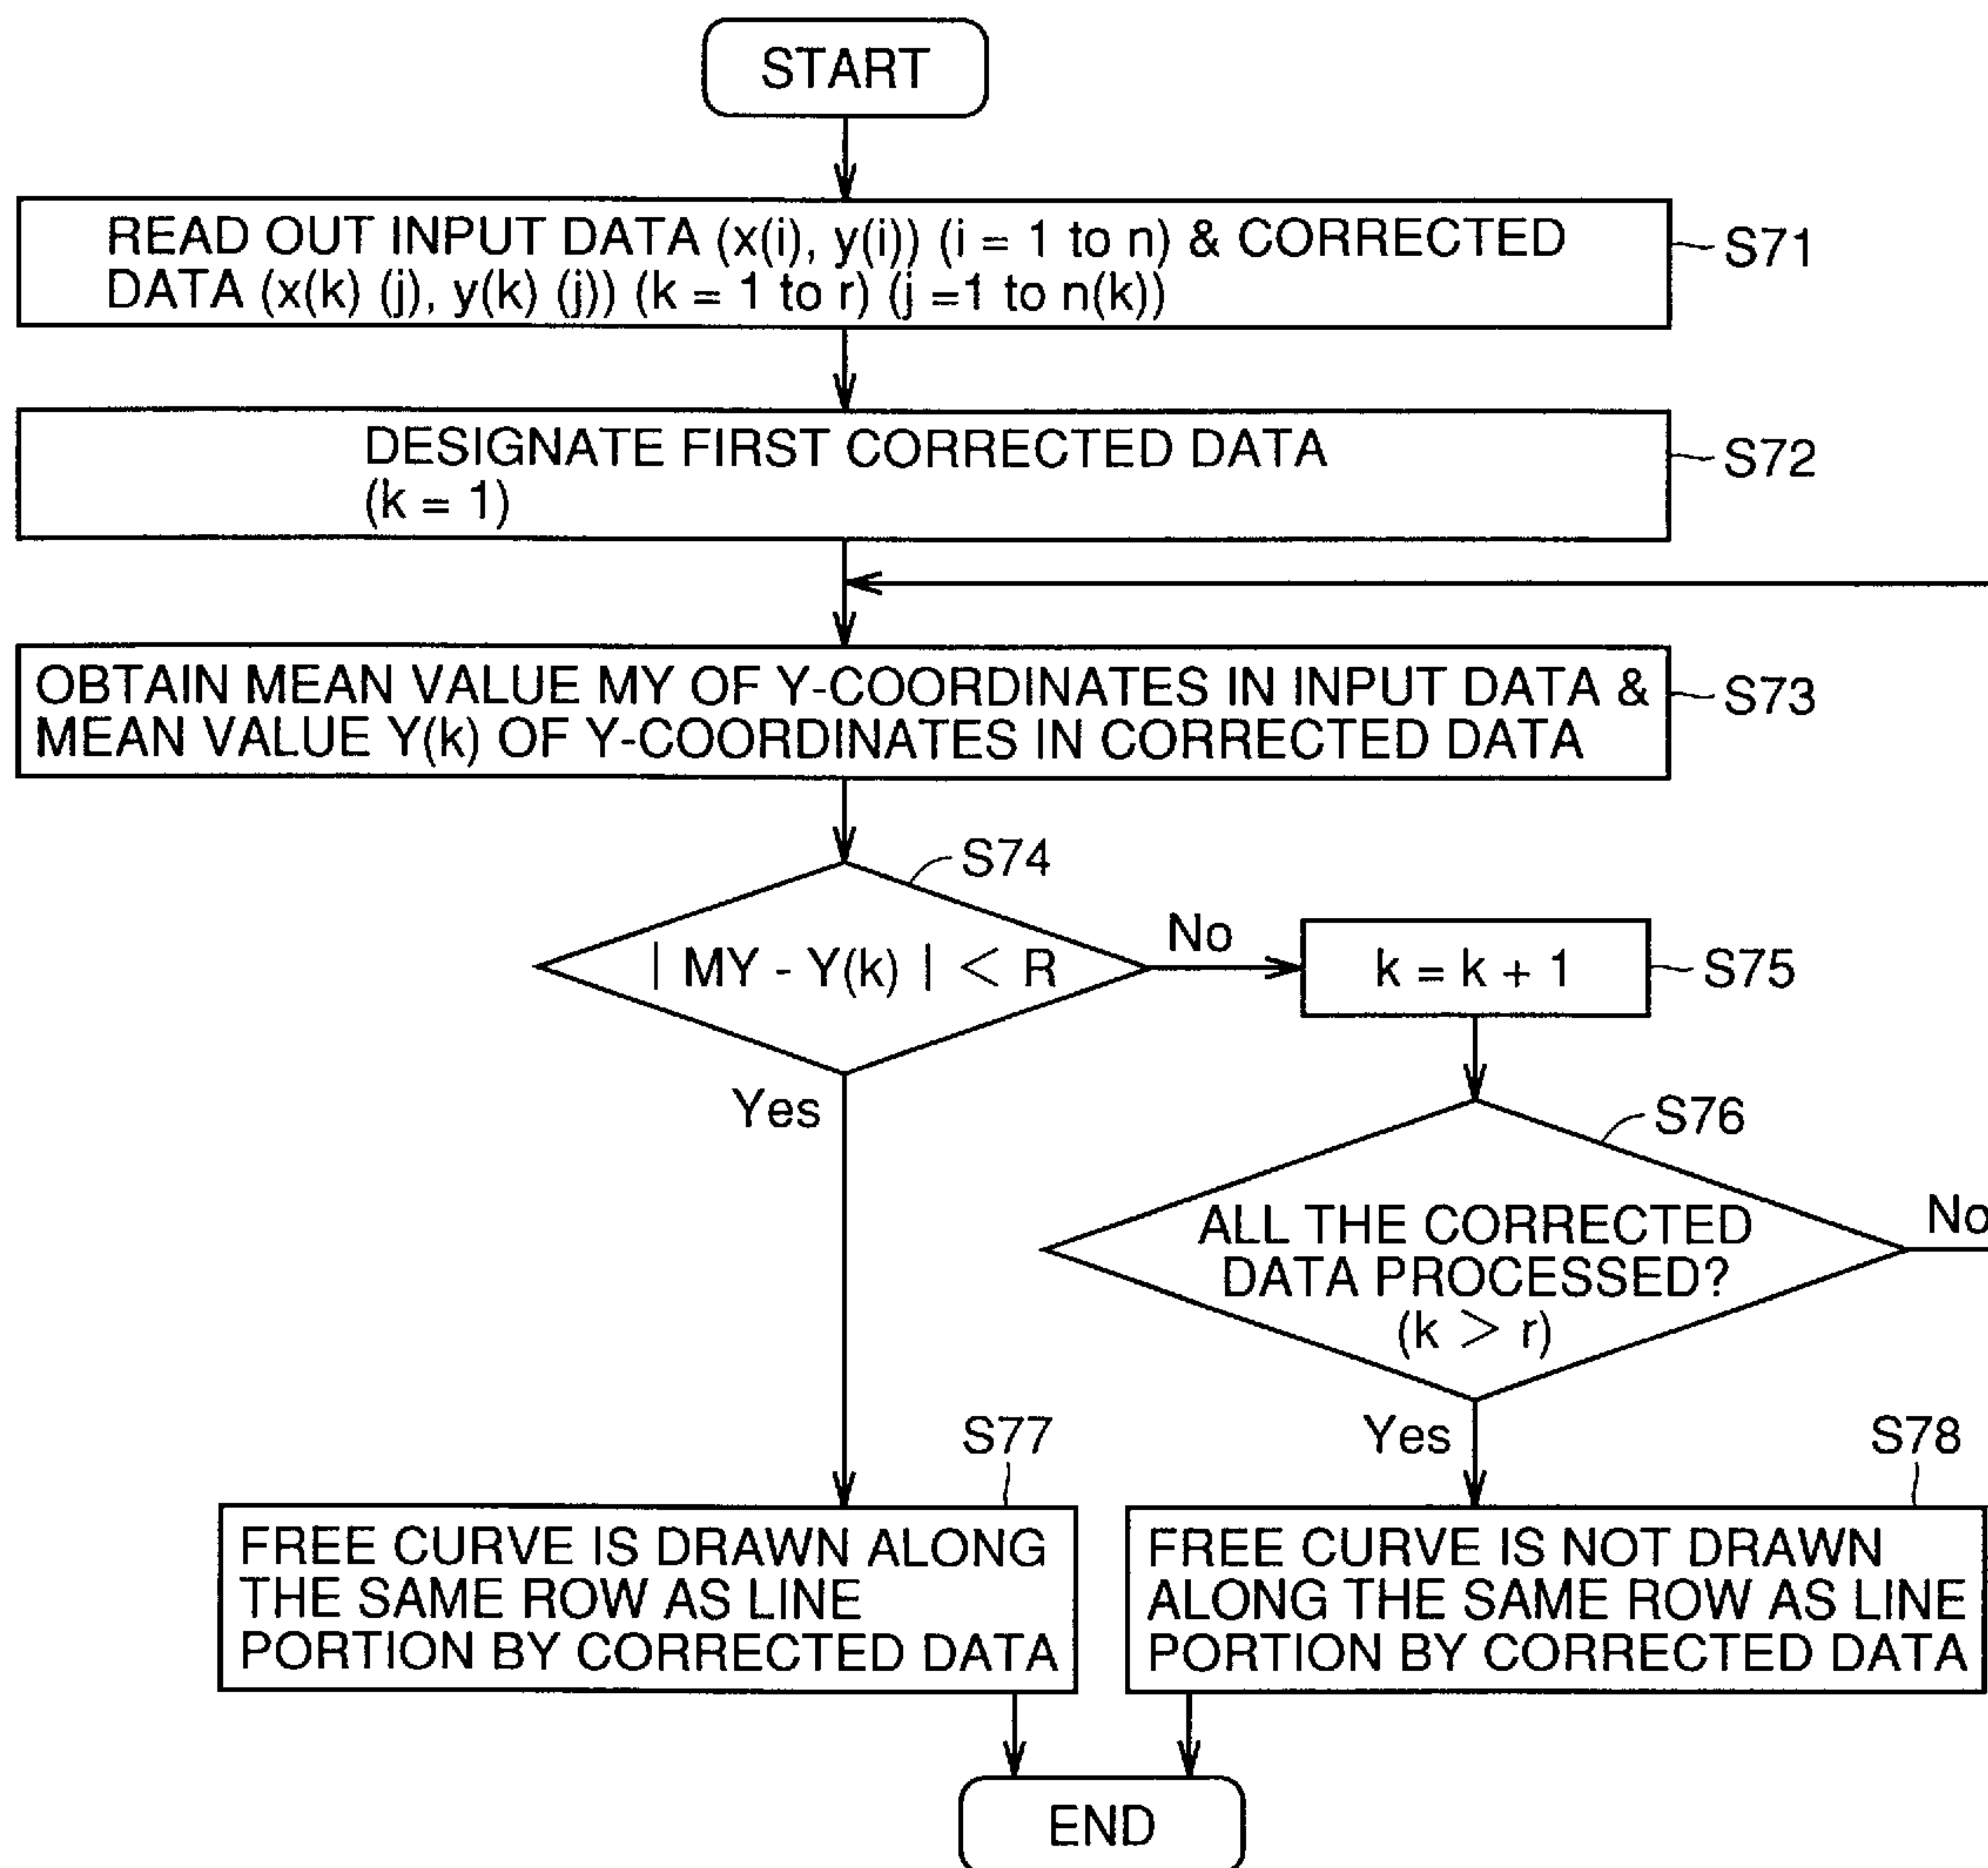 START
READ OUT INPUT DATA (x(i), y(i)) (i = 1 to n) & CORRECTED
DATA (x(k) (j), y(k) (j)) (k = 1 to r) (j =1 to n(k))
S71
DESIGNATE FIRST CORRECTED DATA
(k = 1)
S72
OBTAIN MEAN VALUE MY OF Y-COORDINATES IN INPUT DATA &
MEAN VALUE Y(k) OF Y-COORDINATES IN CORRECTED DATA
S73
S74
| MY - Y(k) | < R
No
k = k + 1
S75
Yes
S76
ALL THE CORRECTED
DATA PROCESSED?
(k > r)
No
Yes
S77
FREE CURVE IS DRAWN ALONG
THE SAME ROW AS LINE
PORTION BY CORRECTED DATA
S78
FREE CURVE IS NOT DRAWN
ALONG THE SAME ROW AS LINE
PORTION BY CORRECTED DATA
END